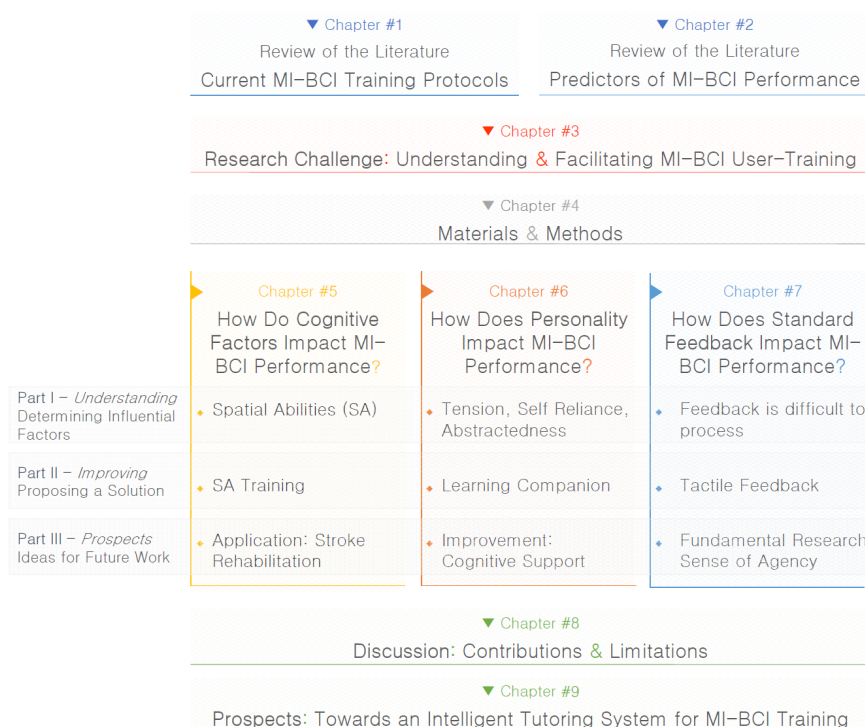 ▼ Chapter #1
Review of the Literature
Current MI-BCI Training Protocols
▼ Chapter #2
Review of the Literature
Predictors of MI-BCI Performance
▼ Chapter #3
Research Challenge: Understanding & Facilitating MI-BCI User-Training
▼ Chapter #4
Materials & Methods
Chapter #5
How Do Cognitive
Factors Impact MI-
BCI Performance?
Chapter #6
How Does Personality
Impact MI-BCI
Performance?
Chapter #7
How Does Standard
Feedback Impact MI-
BCI Performance?
Part I - Understanding
Determining Influential
Factors
Spatial Abilities (SA)
Tension, Self Reliance,
Abstractedness
Feedback is difficult to
process
Part II - Improving
Proposing a Solution
SA Training
Learning Companion
Tactile Feedback
Part III - Prospects
Ideas for Future Work
Application: Stroke
Rehabilitation
Improvement:
Cognitive Support
Fundamental Research
Sense of Agency
▼ Chapter #8
Discussion: Contributions & Limitations
▼ Chapter #9
Prospects: Towards an Intelligent Tutoring System for MI-BCI Training